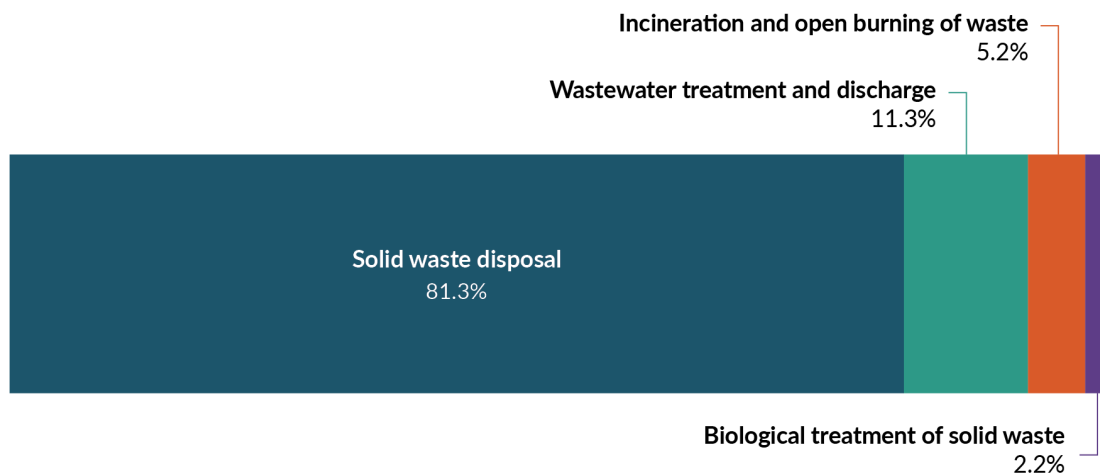 Incineration and open burning of waste
5.2%
Wastewater treatment and discharge
11.3%
Solid waste disposal
81.3%
Biological treatment of solid waste
2.2%